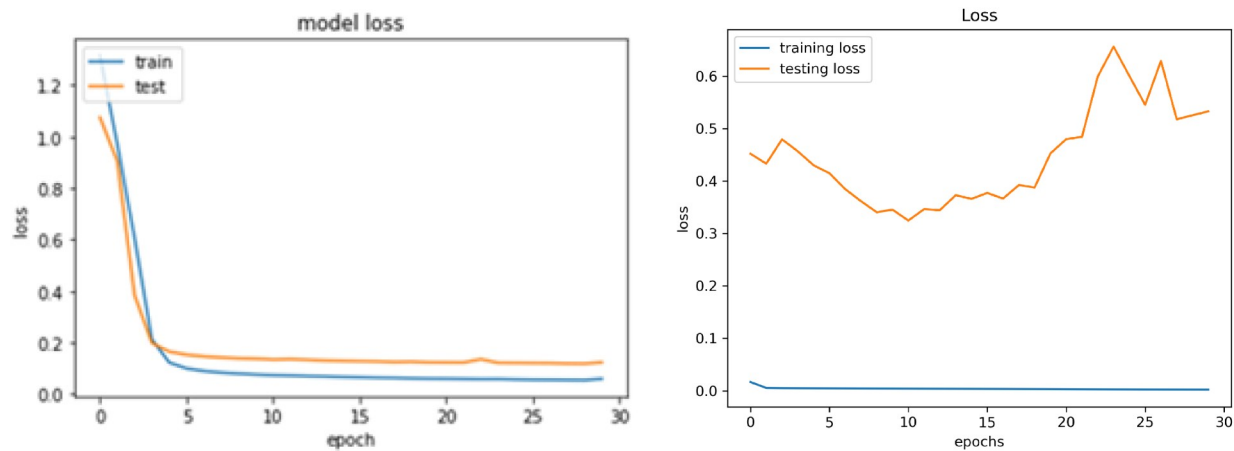 model loss
train
test
1.2
1.0
0.8
0.6
0.4
0.2
0.0
loss
0 5 10 15 20 25 30
epoch
Loss
training loss
testing loss
0.6
0.5
0.4
0.3
0.2
0.1
0.0
loss
0 5 10 15 20 25 30
epochs